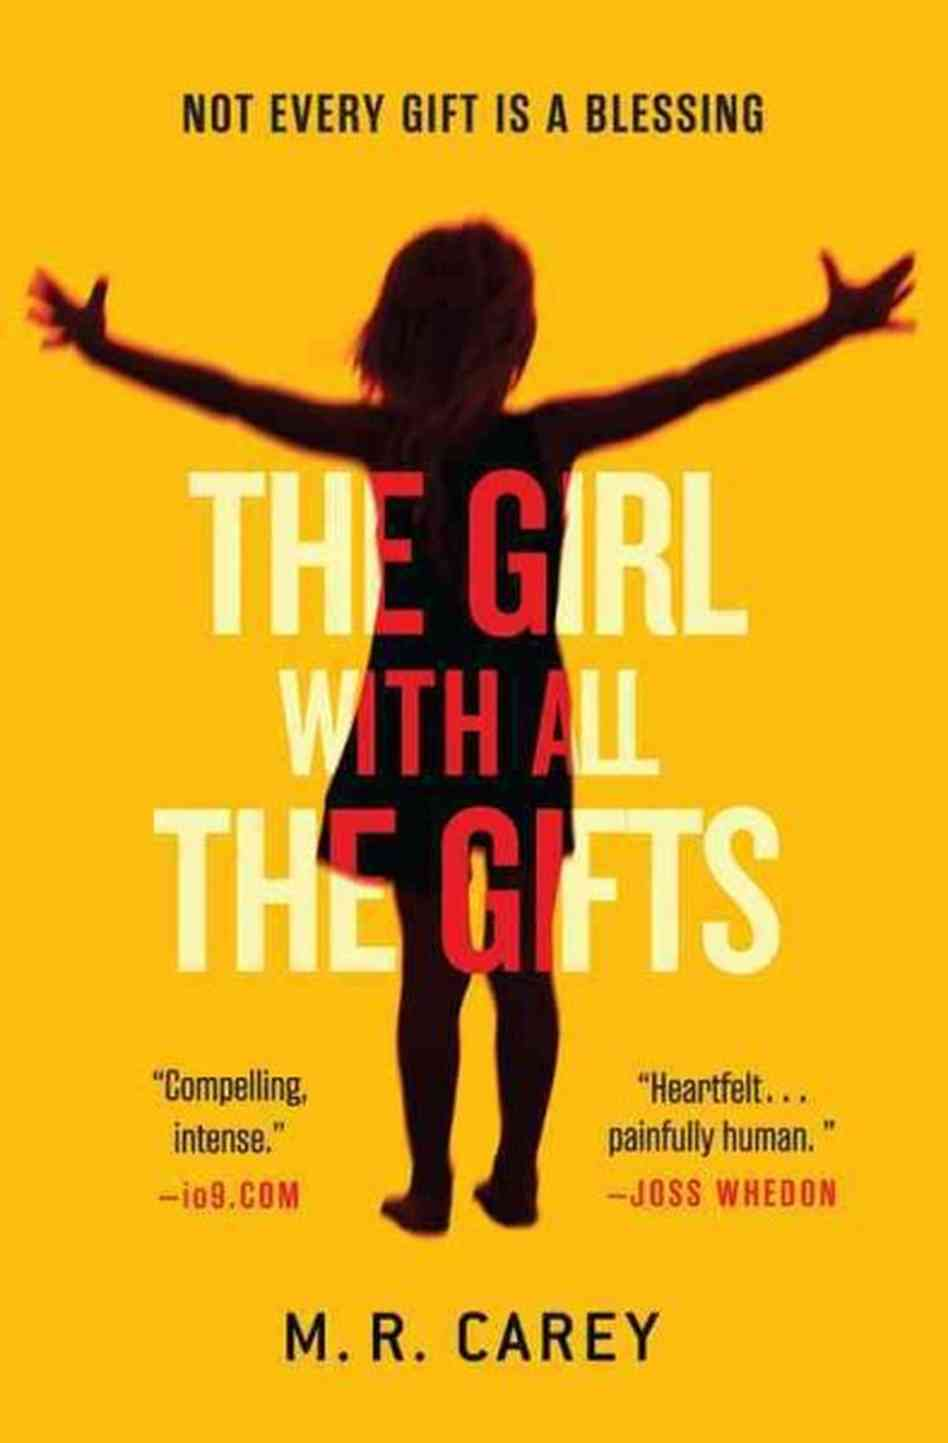 NOT EVERY GIFT IS A BLESSING
THE GIRL
WITH ALL
THE GIFTS
“Compelling,
intense.”
—io9.COM
“Heartfelt...
painfully human. ”
—JOSS WHEDON
M. R. CAREY